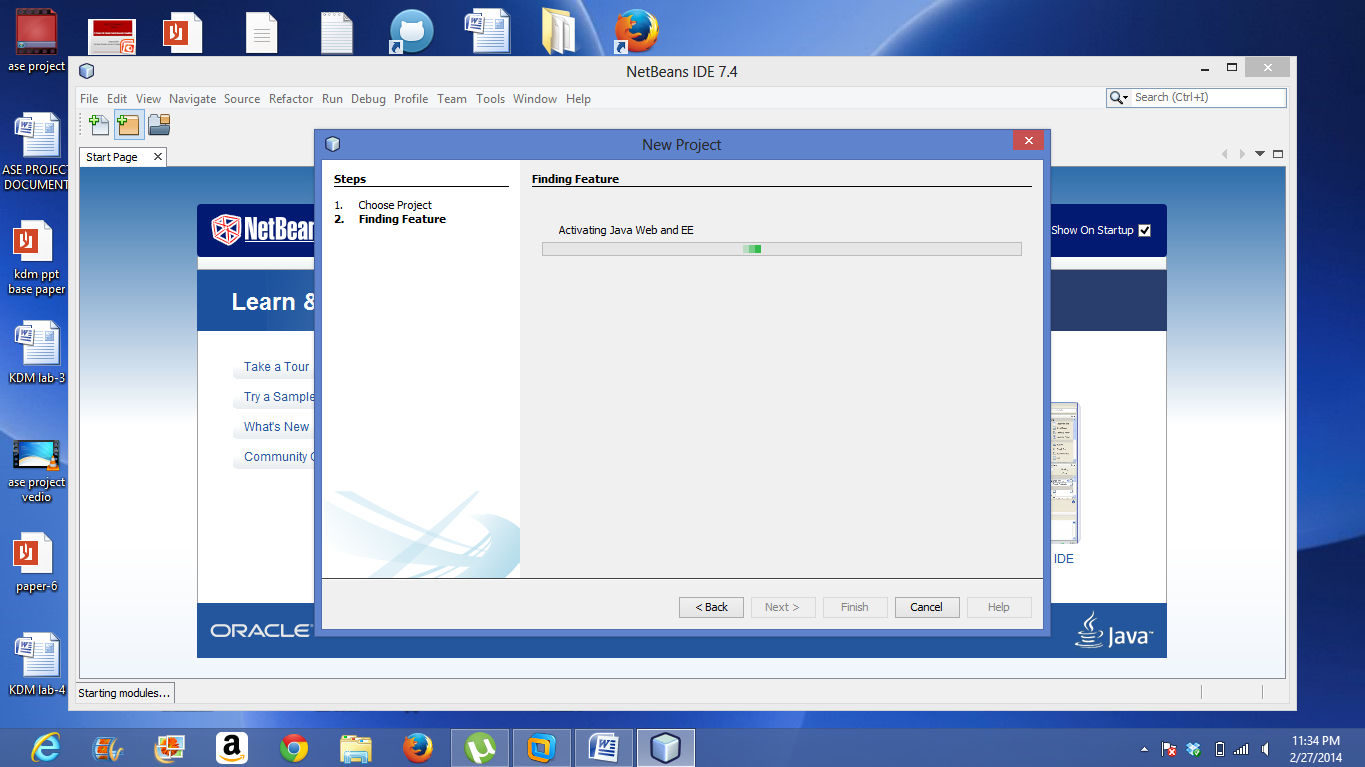 ase project
ASE PROJECT
DOCUMENT
kdm ppt
base paper
KDM lab-3
ase project
vedio
paper-6
KDM lab-4
NetBeans IDE 7.4
File Edit View Navigate Source Refactor Run Debug Profile Team Tools Window Help
Search (Ctrl+I)
Start Page
New Project
Steps
1. Choose Project
2. Finding Feature
Finding Feature
Activating Java Web and EE
< Back Next > Finish Cancel Help
NetBean
Show On Startup
Learn &
Take a Tour
Try a Sample
What's New
Community
IDE
ORACLE
Java
Starting modules...
11:34 PM
2/27/2014